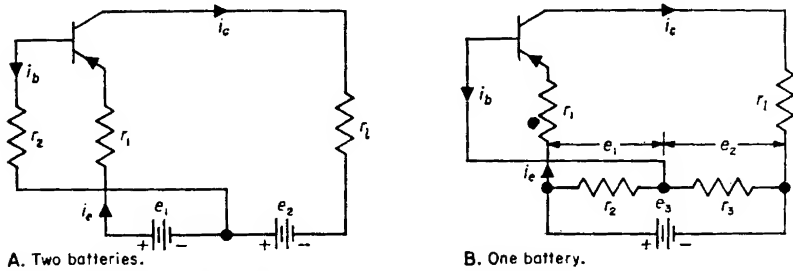 i_c
i_b
r_2
r_1
r_l
i_e
e_1
e_2
+ -
+ -
A. Two batteries.
i_c
i_b
r_1
r_l
e_1
e_2
i_e
r_2
e_3
r_3
+ -
B. One battery.